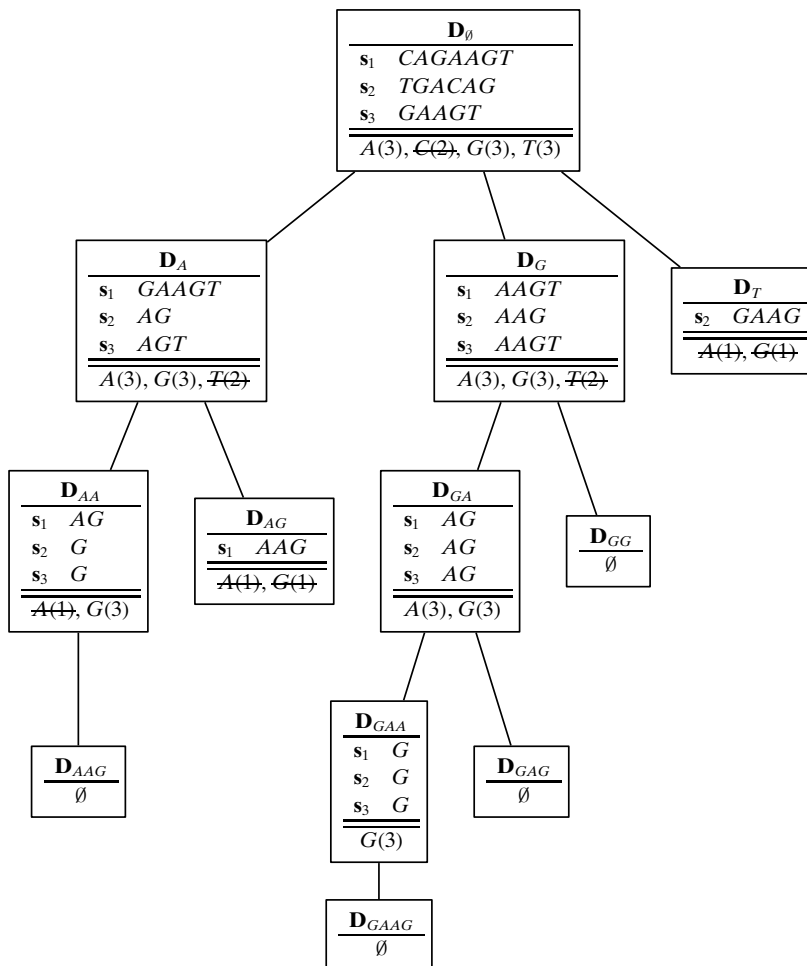 D∅
s1 CAGAAGT
s2 TGACAG
s3 GAAGT
A(3), C(2), G(3), T(3)
DA
s1 GAAGT
s2 AG
s3 AGT
A(3), G(3), T(2)
DG
s1 AAGT
s2 AAG
s3 AAGT
A(3), G(3), T(2)
DT
s2 GAAG
A(1), G(1)
DAA
s1 AG
s2 G
s3 G
A(1), G(3)
DAG
s1 AAG
A(1), G(1)
DGA
s1 AG
s2 AG
s3 AG
A(3), G(3)
DGG
∅
DAAG
∅
DGAA
s1 G
s2 G
s3 G
G(3)
DGAG
∅
DGAAG
∅